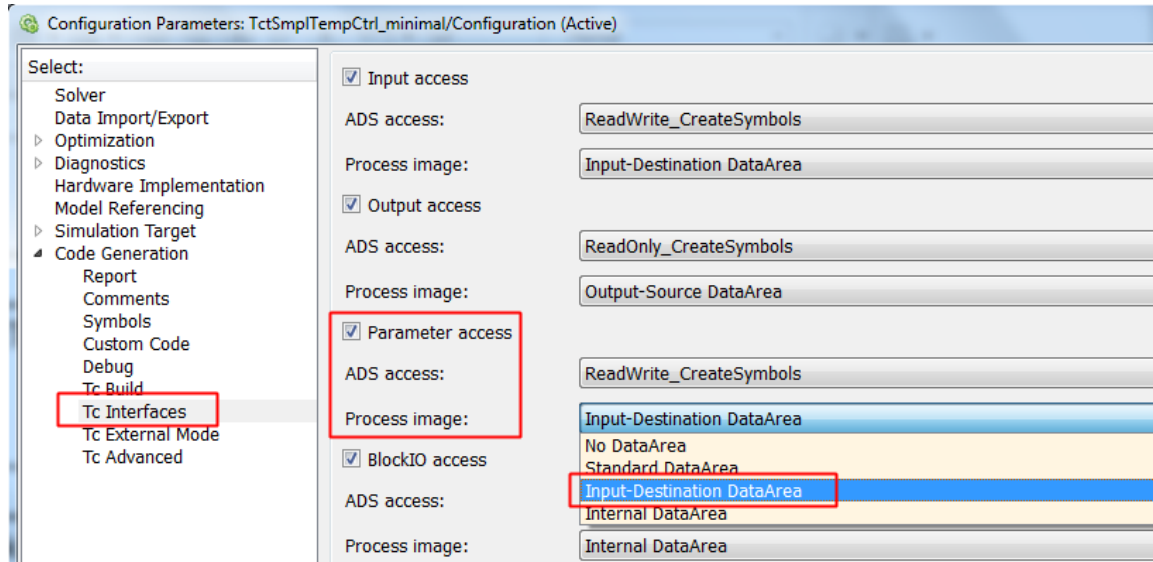 Configuration Parameters: TctSmplTempCtrl_minimal/Configuration (Active)
Select:
Solver
Data Import/Export
Optimization
Diagnostics
Hardware Implementation
Model Referencing
Simulation Target
Code Generation
Report
Comments
Symbols
Custom Code
Debug
Tc Build
Tc Interfaces
Tc External Mode
Tc Advanced
Input access
ADS access: ReadWrite_CreateSymbols
Process image: Input-Destination DataArea
Output access
ADS access: ReadOnly_CreateSymbols
Process image: Output-Source DataArea
Parameter access
ADS access: ReadWrite_CreateSymbols
Process image: Input-Destination DataArea
No DataArea
Standard DataArea
Input-Destination DataArea
Internal DataArea
BlockIO access
ADS access:
Process image: Internal DataArea